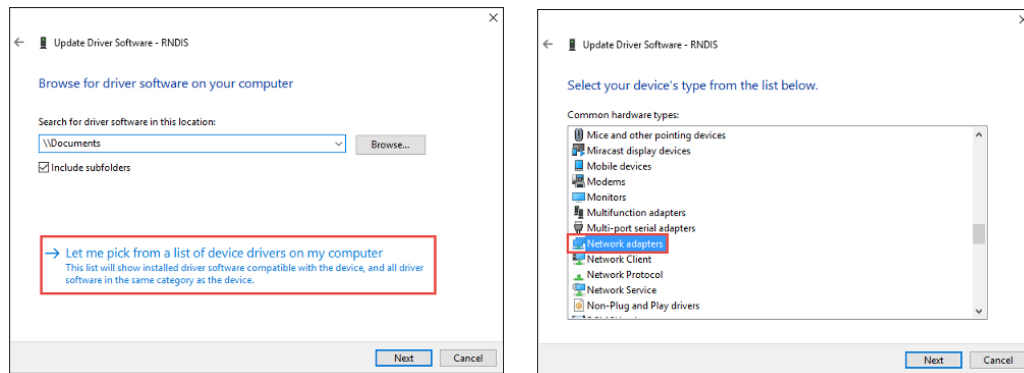 Update Driver Software - RNDIS
Browse for driver software on your computer
Search for driver software in this location:
\\Documents
Browse...
Include subfolders
Let me pick from a list of device drivers on my computer
This list will show installed driver software compatible with the device, and all driver
software in the same category as the device.
Next
Cancel
Update Driver Software - RNDIS
Select your device's type from the list below.
Common hardware types:
Mice and other pointing devices
Miracast display devices
Mobile devices
Modems
Monitors
Multifunction adapters
Multi-port serial adapters
Network adapters
Network Client
Network Protocol
Network Service
Non-Plug and Play drivers
Next
Cancel